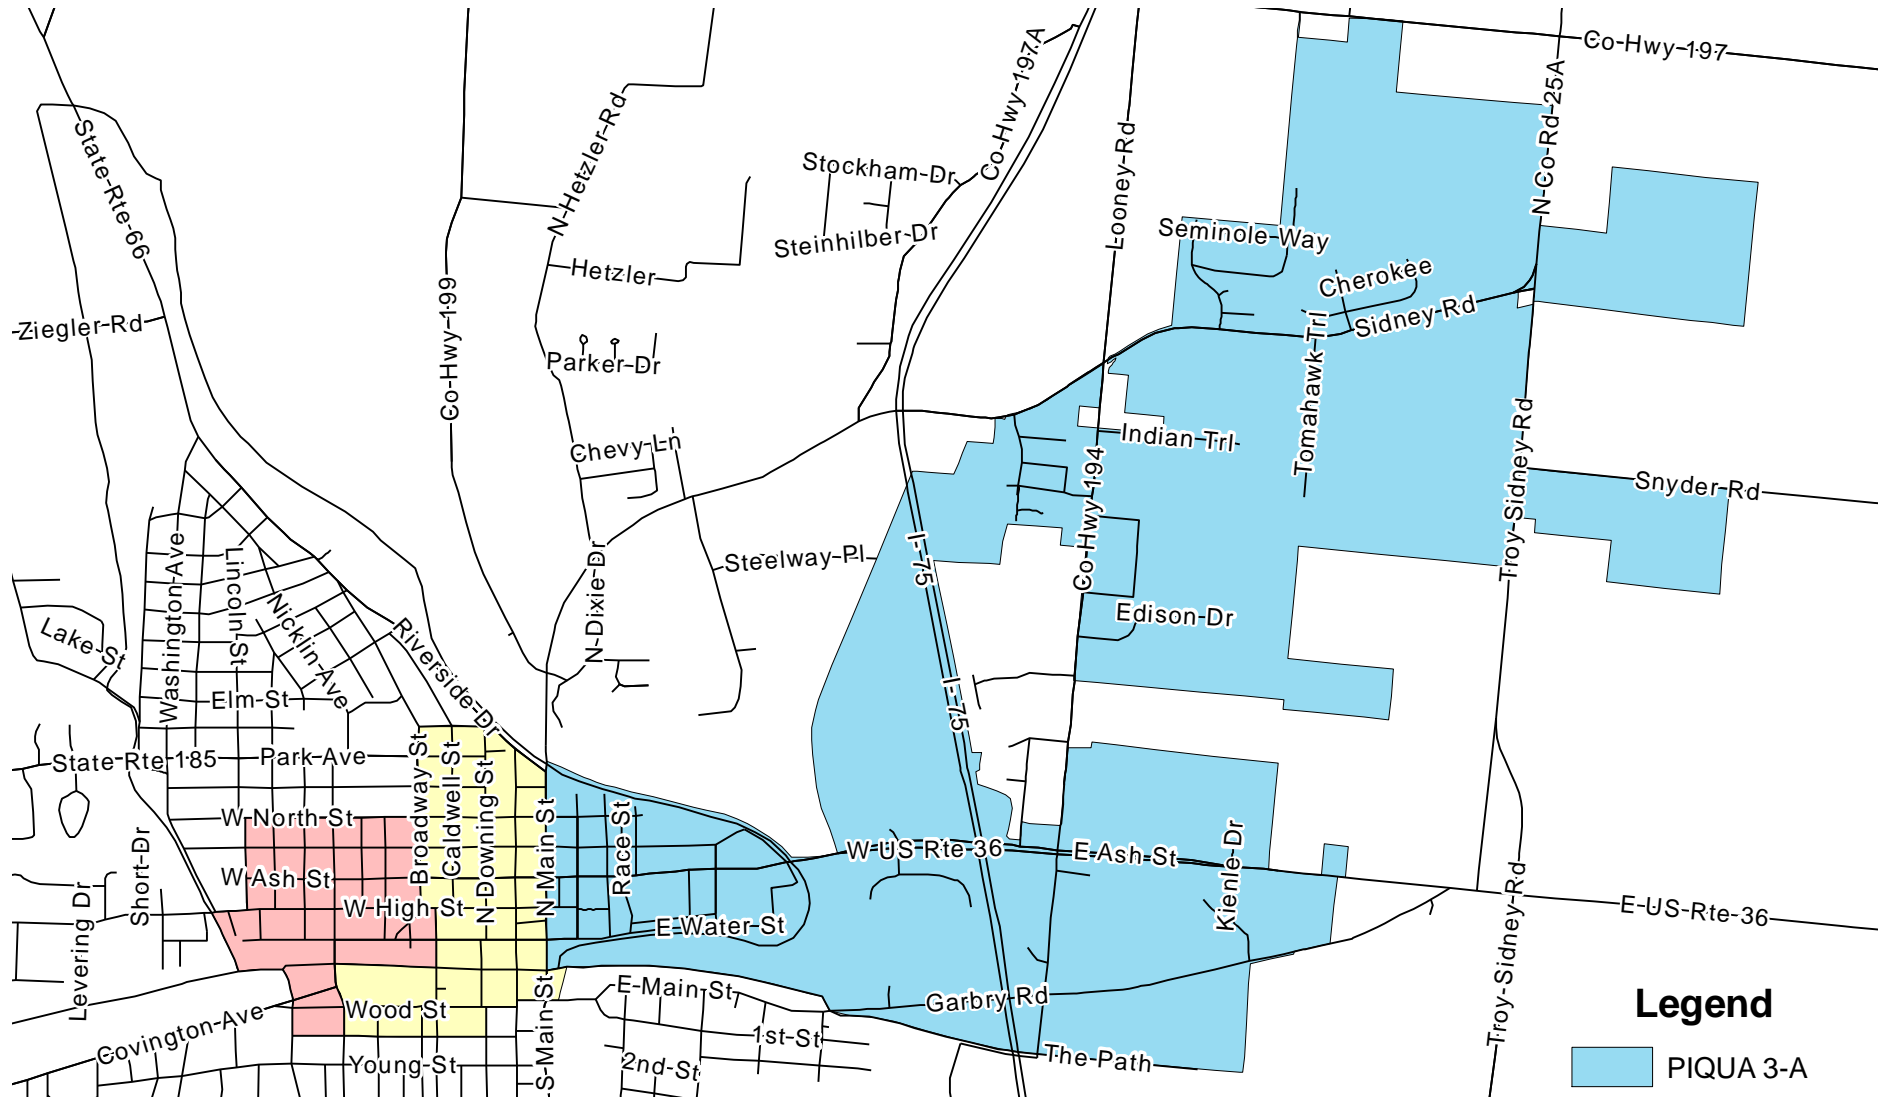 Co-Hwy-197
Co-Hwy-197A
N-Co-Rd-25A
State-Rte-66
N-Hetzler-Rd
Looney-Rd
Stockham-Dr
Steinhilber-Dr
Seminole-Way
Hetzler
Cherokee
Co-Hwy-199
Ziegler-Rd
Sidney-Rd
Tomahawk-Trl
Parker-Dr
Chevy-Ln
Indian Trl
Troy-Sidney-Rd
Snyder-Rd
Co-Hwy-194
I-75
Steelway-Pl
N-Dixie-Dr
Washington-Ave
Lincoln-St
Nicklin-Ave
Edison-Dr
Lake-St
Riverside-Dr
Elm-St
I-75
State Rte-185
Park-Ave
Broadway-St
Caldwell-St
N-Downing-St
N-Main-St
Race-St
W North-St
W US Rte 36
E Ash St
Kienle-Dr
W Ash St
Short-Dr
W High-St
Levering Dr
E-Water-St
E-US-Rte-36
Troy-Sidney-Rd
E-Main-St
Garbry-Rd
Wood St
S-Main-St
Covington-Ave
1st-St
Young-St
2nd-St
The-Path
Legend
PIQUA 3-A